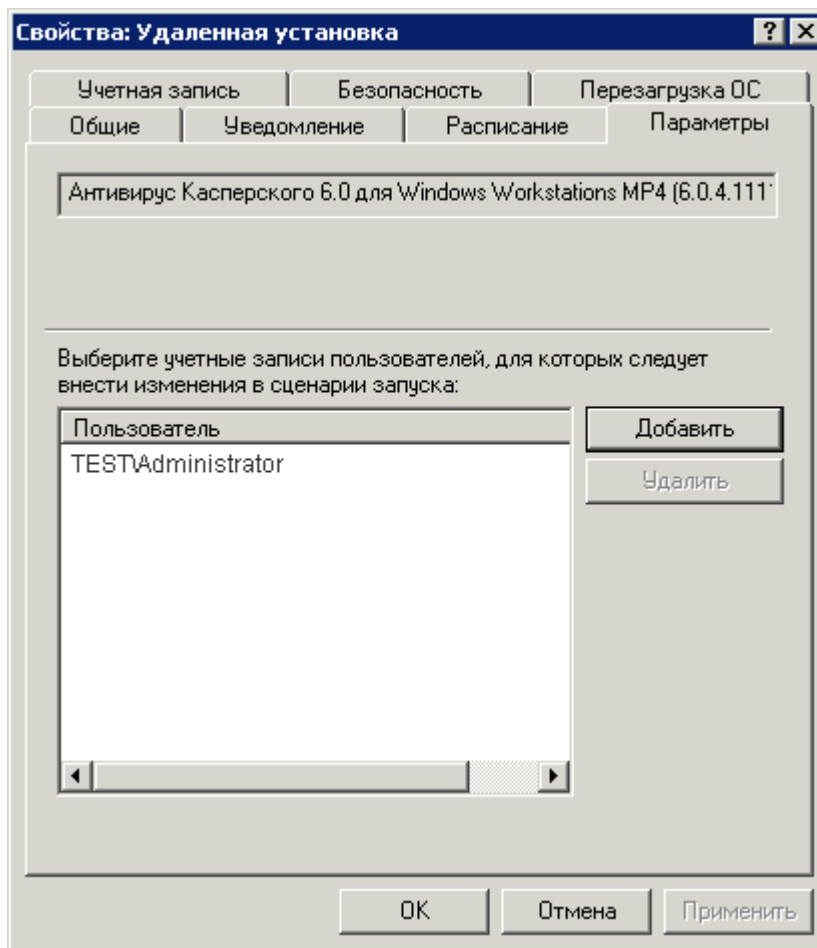 Свойства: Удаленная установка
Учетная запись
Безопасность
Перезагрузка ОС
Общие
Уведомление
Расписание
Параметры
Антивирус Касперского 6.0 для Windows Workstations MP4 (6.0.4.111
Выберите учетные записи пользователей, для которых следует
внести изменения в сценарии запуска:
Пользователь
TEST\Administrator
Добавить
Удалить
ОК
Отмена
Применить